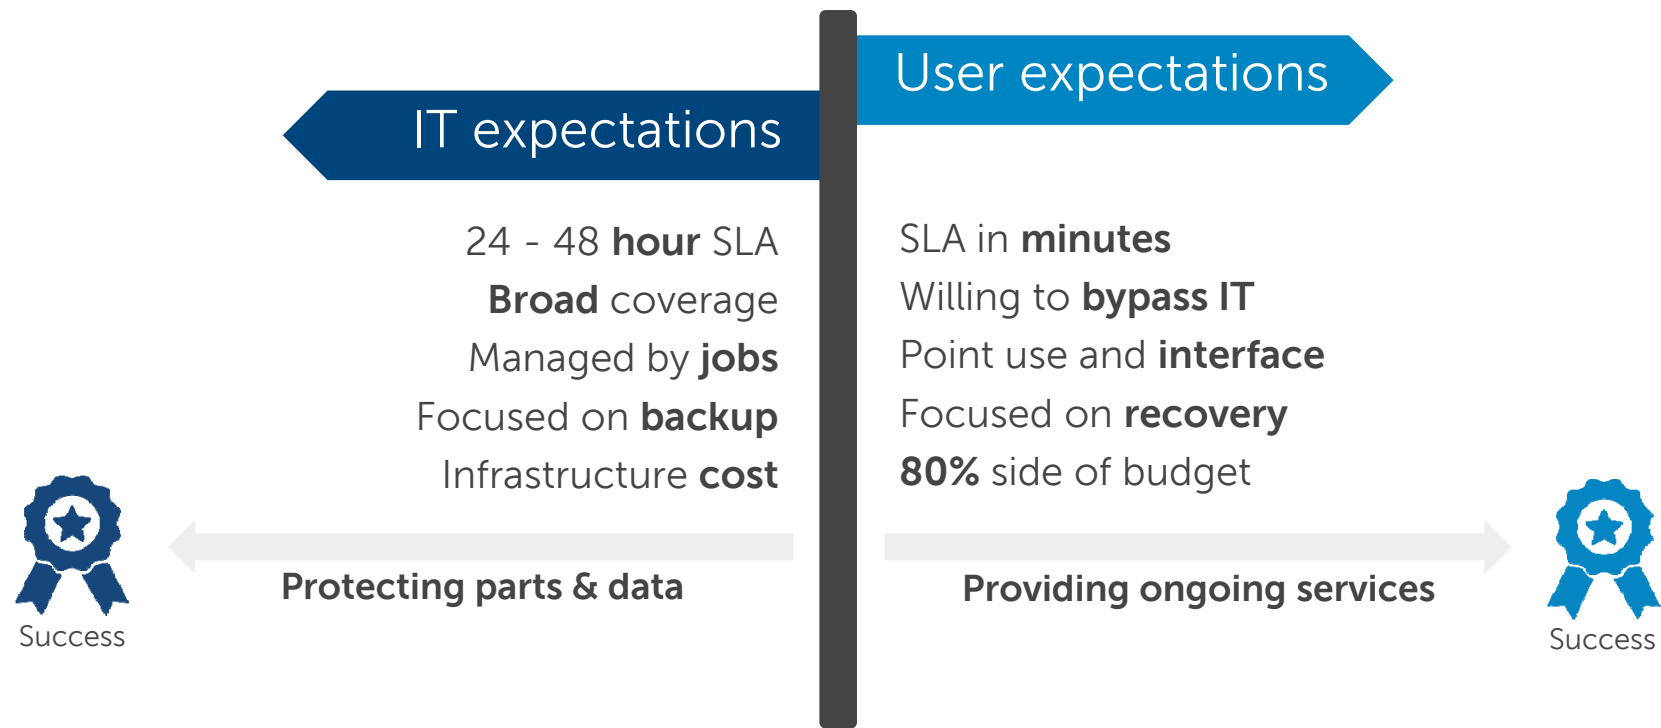 IT expectations
24 - 48 hour SLA
Broad coverage
Managed by jobs
Focused on backup
Infrastructure cost
Protecting parts & data
Success
User expectations
SLA in minutes
Willing to bypass IT
Point use and interface
Focused on recovery
80% side of budget
Providing ongoing services
Success